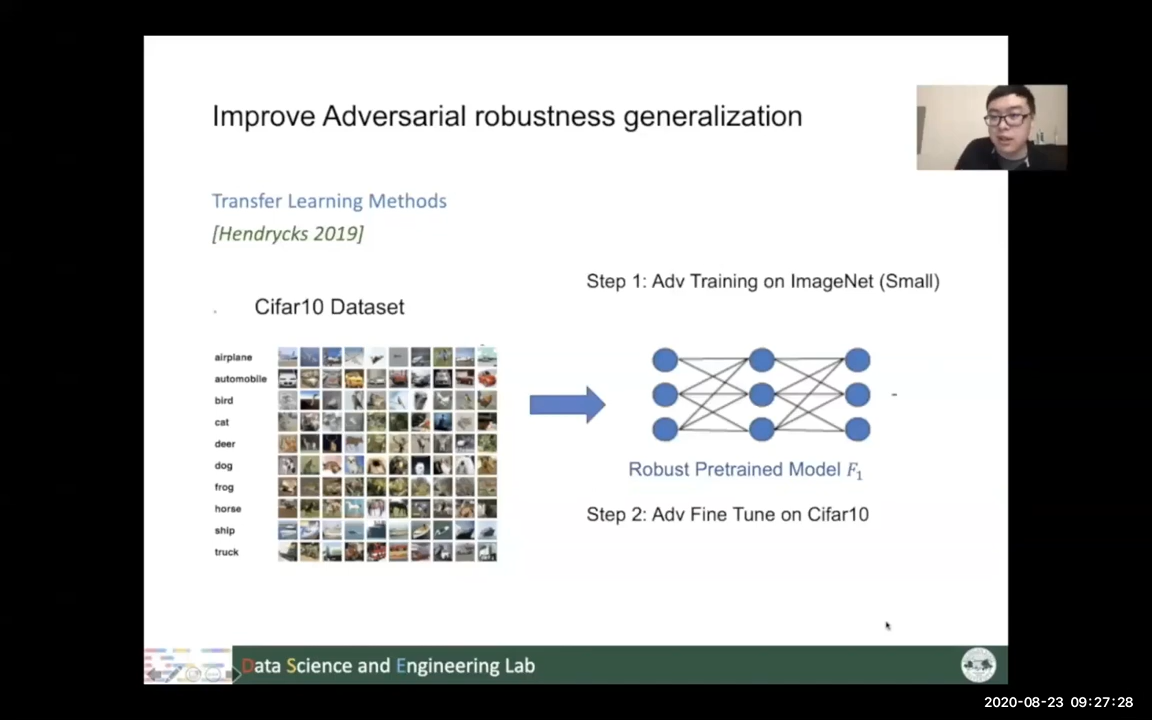 Improve Adversarial robustness generalization
Transfer Learning Methods
[Hendrycks 2019]
Step 1: Adv Training on ImageNet (Small)
Cifar10 Dataset
airplane
automobile
bird
cat
deer
dog
frog
horse
ship
truck
Robust Pretrained Model F₁
Step 2: Adv Fine Tune on Cifar10
Data Science and Engineering Lab
2020-08-23 09:27:28